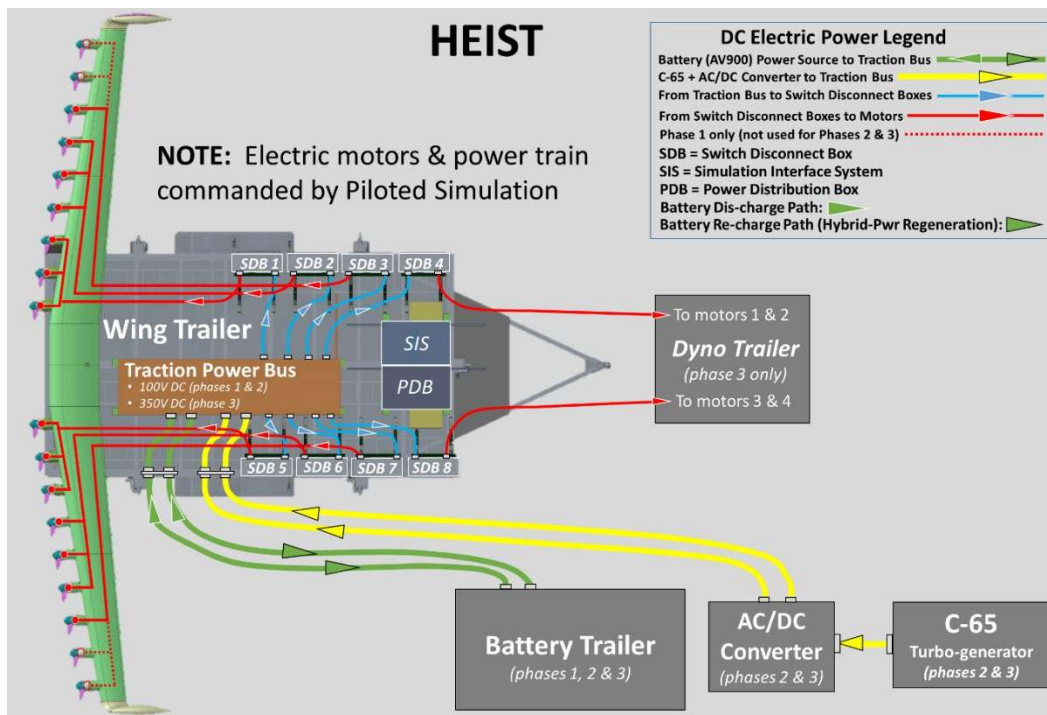 HEIST
DC Electric Power Legend
Battery (AV900) Power Source to Traction Bus
C-65 + AC/DC Converter to Traction Bus
From Traction Bus to Switch Disconnect Boxes
From Switch Disconnect Boxes to Motors
Phase 1 only (not used for Phases 2 & 3)
SDB = Switch Disconnect Box
SIS = Simulation Interface System
PDB = Power Distribution Box
Battery Dis-charge Path:
Battery Re-charge Path (Hybrid-Pwr Regeneration):
NOTE: Electric motors & power train
commanded by Piloted Simulation
SDB 1
SDB 2
SDB 3
SDB 4
Wing Trailer
SIS
PDB
Traction Power Bus
• 100V DC (phases 1 & 2)
• 350V DC (phase 3)
To motors 1 & 2
Dyno Trailer
(phase 3 only)
To motors 3 & 4
SDB 5
SDB 6
SDB 7
SDB 8
Battery Trailer
(phases 1, 2 & 3)
AC/DC
Converter
(phases 2 & 3)
C-65
Turbo-generator
(phases 2 & 3)